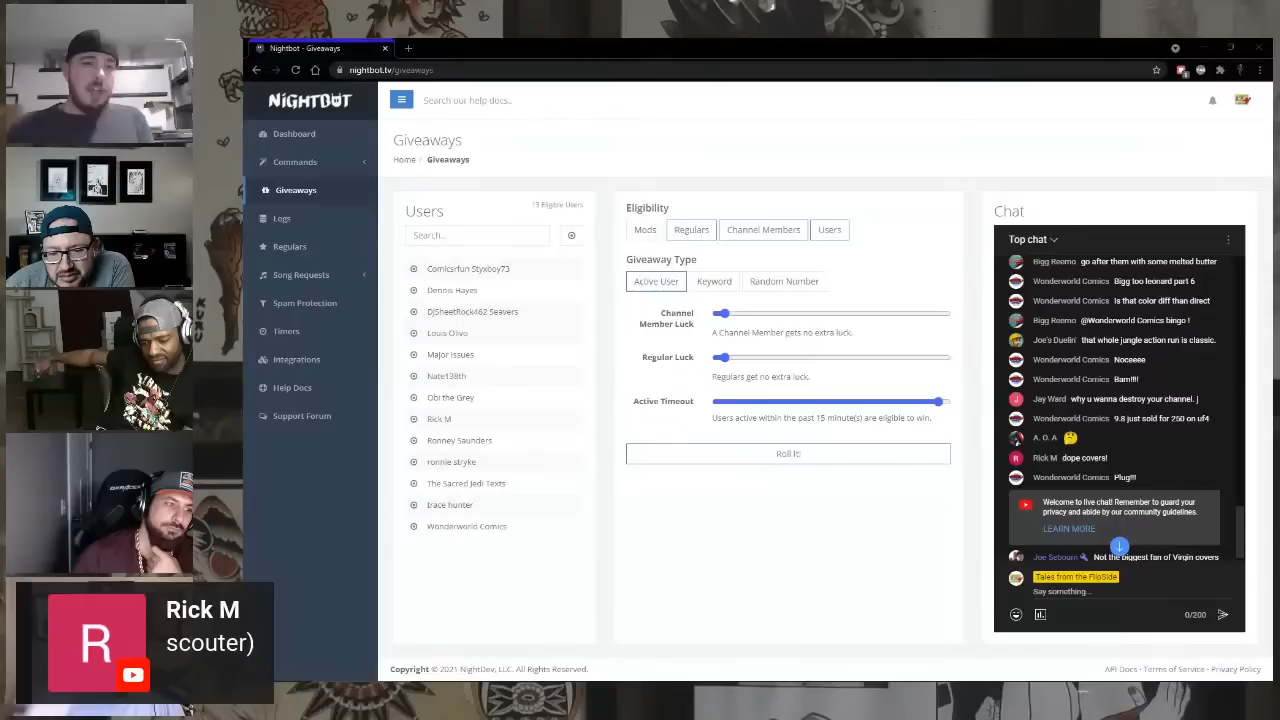 Nightbot - Giveaways
nightbot.tv/giveaways
NIGHTBOT
Search our help docs..
Dashboard
Commands
Giveaways
Logs
Regulars
Song Requests
Spam Protection
Timers
Integrations
Help Docs
Support Forum
Giveaways
Home / Giveaways
Users
13 Eligible Users
Search..
Comicsrfun Styxboy73
Dennis Hayes
DJSheetRock462 Seavers
Louis Olivo
Major Issues
Nate138th
Obi the Grey
Rick M
Ronney Saunders
ronnie stryke
The Sacred Jedi Texts
trace hunter
Wonderworld Comics
Eligibility
Mods Regulars Channel Members Users
Giveaway Type
Active User Keyword Random Number
Channel
Member Luck
A Channel Member gets no extra luck.
Regular Luck
Regulars get no extra luck.
Active Timeout
Users active within the past 15 minute(s) are eligible to win.
Roll It!
Chat
Top chat
Bigg Reemo go after them with some melted butter
Wonderworld Comics Bigg too leonard part 6
Wonderworld Comics Is that color diff than direct
Bigg Reemo @Wonderworld Comics bingo !
Joe's Duelin' that whole jungle action run is classic.
Wonderworld Comics Noceeee
Wonderworld Comics Bam!!!!
Jay Ward why u wanna destroy your channel. J
Wonderworld Comics 9.8 just sold for 250 on uf4
A. O. A
Rick M dope covers!
Wonderworld Comics Plug!!!
Welcome to live chat! Remember to guard your
privacy and abide by our community guidelines.
LEARN MORE
Joe Sebourn Not the biggest fan of Virgin covers
Tales from the FlipSide
Say something...
0/200
Copyright © 2021 NightDev, LLC. All Rights Reserved.
API Docs - Terms of Service - Privacy Policy
R
Rick M
scouter)